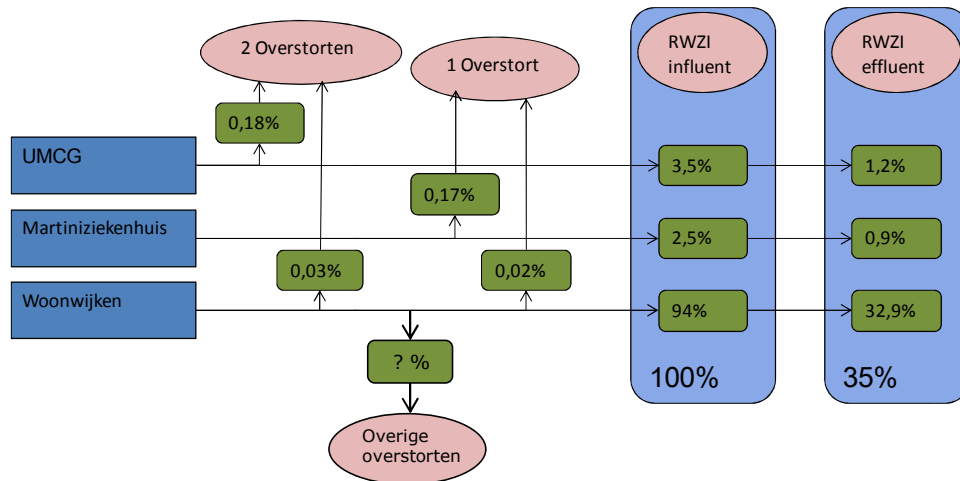 2 Overstorten
1 Overstort
RWZI
influent
RWZI
effluent
0,18%
UMCG
3,5%
1,2%
0,17%
Martiniziekenhuis
2,5%
0,9%
0,03%
0,02%
Woonwijken
94%
32,9%
? %
100%
35%
Overige
overstorten